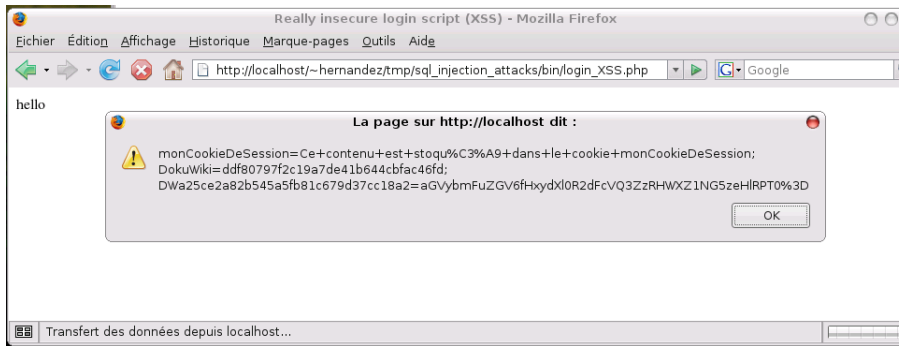 Really insecure login script (XSS) - Mozilla Firefox
Fichier Édition Affichage Historique Marque-pages Outils Aide
http://localhost/~hernandez/tmp/sql_injection_attacks/bin/login_XSS.php G Google
hello
La page sur http://localhost dit :
monCookieDeSession=Ce+contenu+est+stoqu%C3%A9+dans+le+cookie+monCookieDeSession;
DokuWiki=ddf80797f2c19a7de41b644cbfac46fd;
DWa25ce2a82b545a5fb81c679d37cc18a2=aGVybmFuZGV6fHxydXl0R2dFcVQ3ZzRHWXZ1NG5zeHlRPT0%3D
OK
Transfert des données depuis localhost...